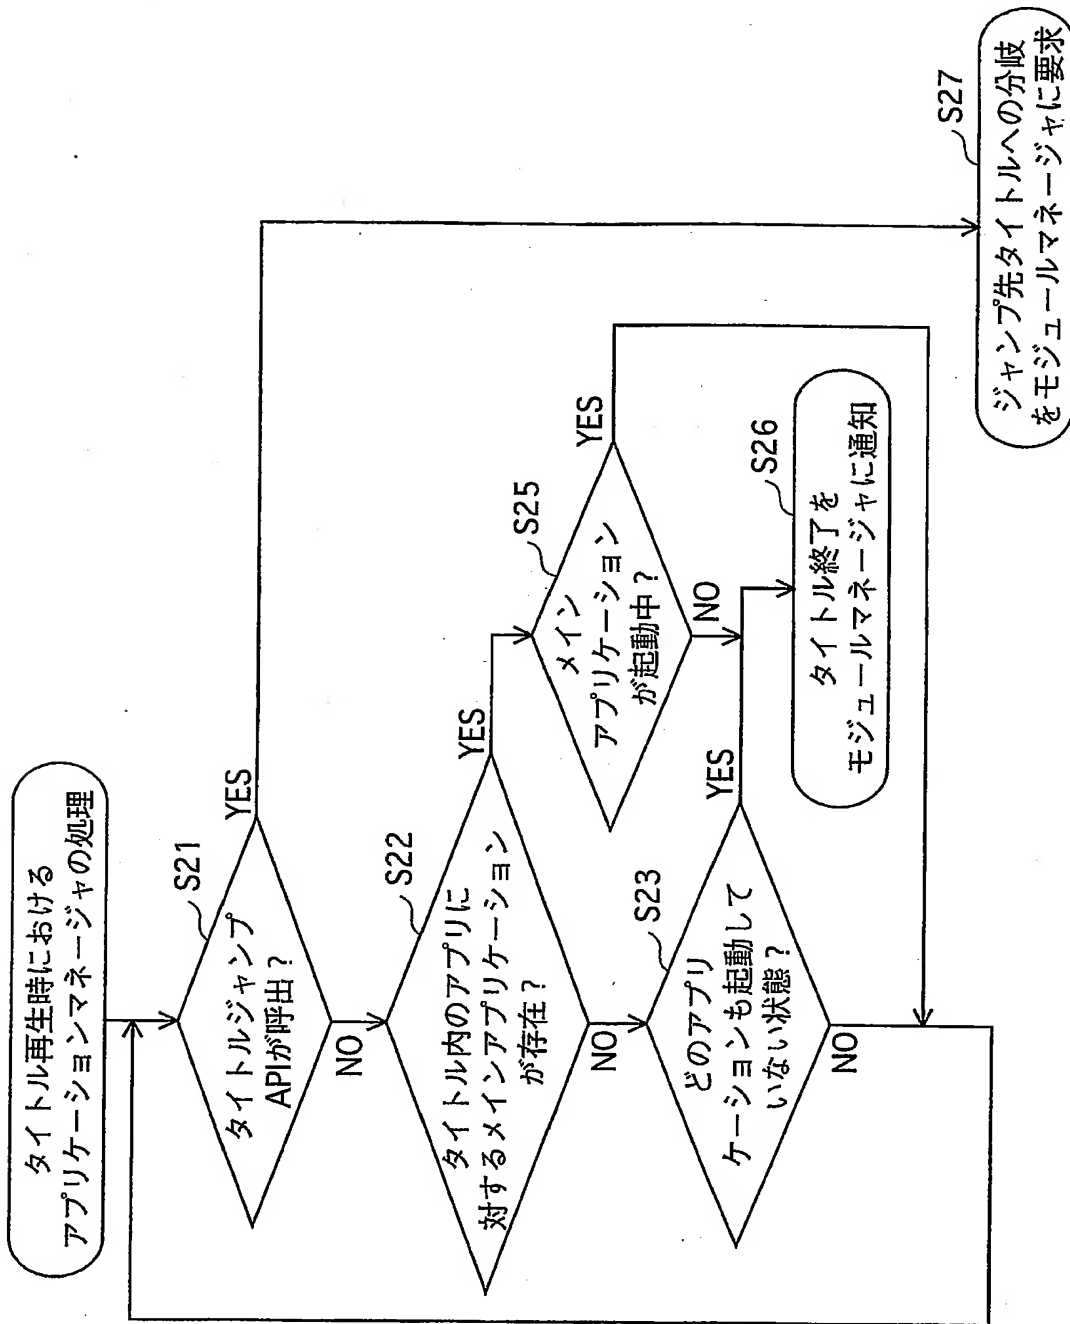 タイトル再生時における
アプリケーションマネージャの処理
S21
タイトルジャンプ
APIが呼出？
YES
NO
S22
タイトル内のアプリに
対するメインアプリケーション
が存在？
YES
NO
S25
メイン
アプリケーション
が起動中？
YES
NO
S23
どのアプリ
ケーションも起動して
いない状態？
YES
NO
S26
タイトル終了を
モジュールマネージャに通知
S27
ジャンプ先タイトルへの分岐
をモジュールマネージャに要求